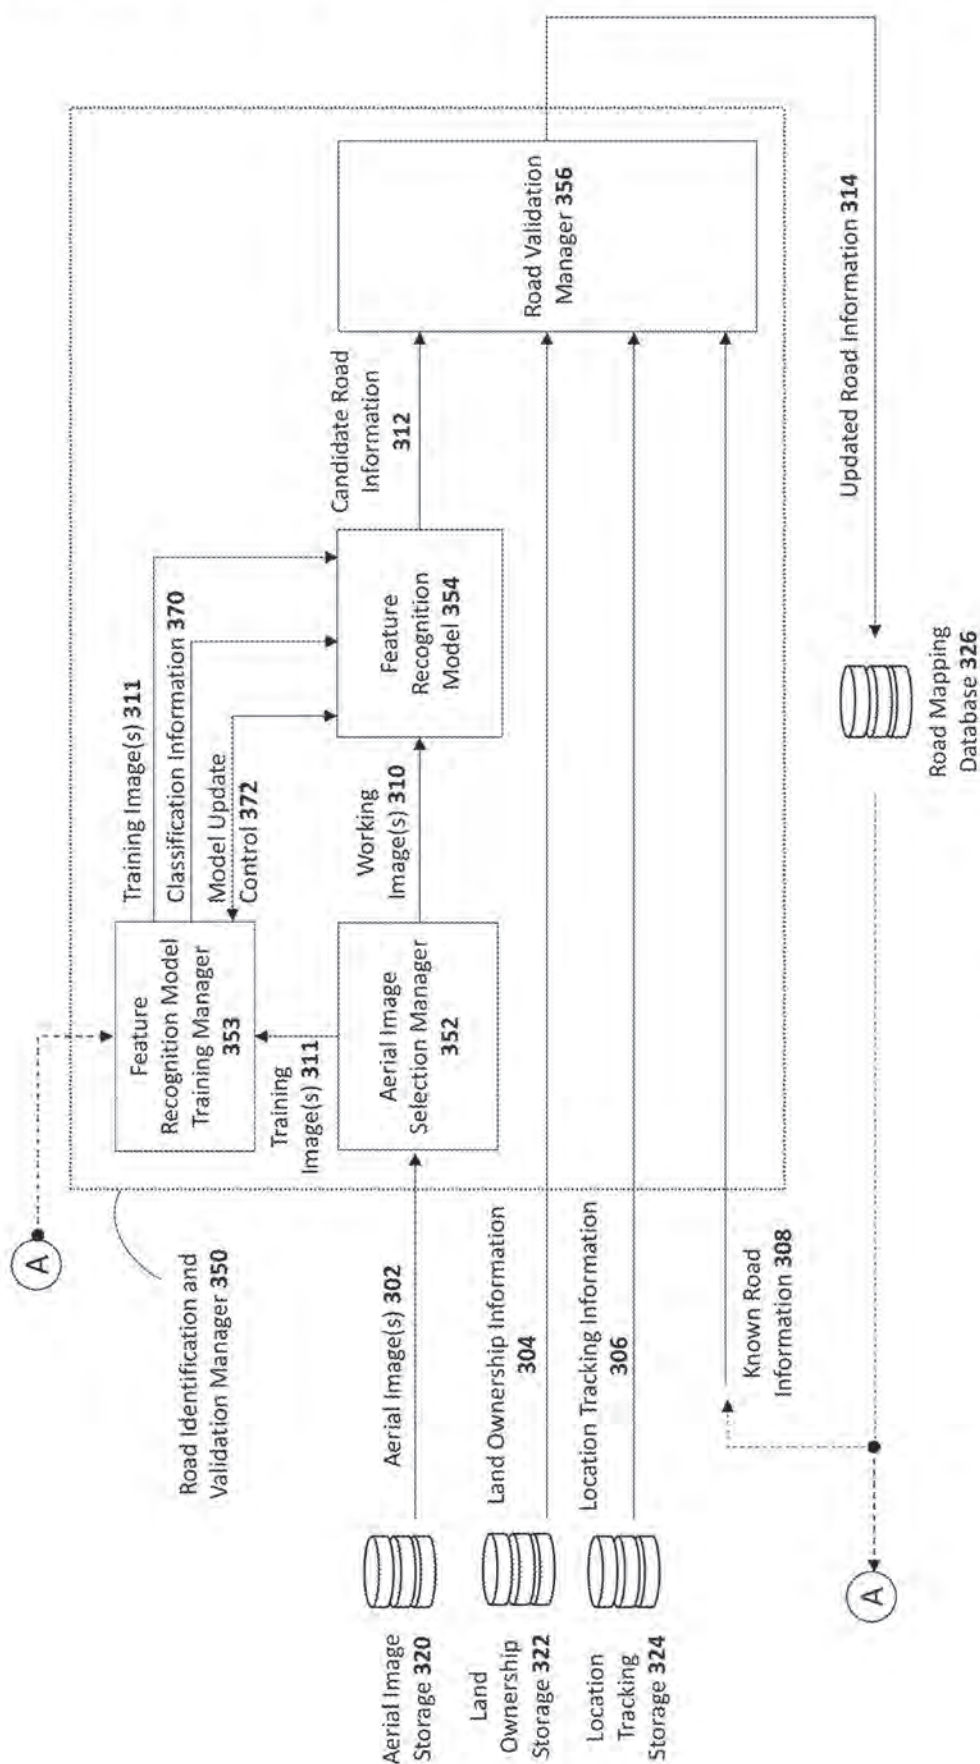 A
Road Identification and
Validation Manager 350
Feature
Recognition Model
Training Manager
353
Training Image(s) 311
Classification Information 370
Model Update
Control 372
Training
Image(s) 311
Aerial Image
Storage 320
Aerial Image(s) 302
Aerial Image
Selection Manager
352
Working
Image(s) 310
Feature
Recognition
Model 354
Candidate Road
Information
312
Road Validation
Manager 356
Land
Ownership
Storage 322
Land Ownership Information
304
Location
Tracking
Storage 324
Location Tracking Information
306
Known Road
Information 308
Updated Road Information 314
A
Road Mapping
Database 326